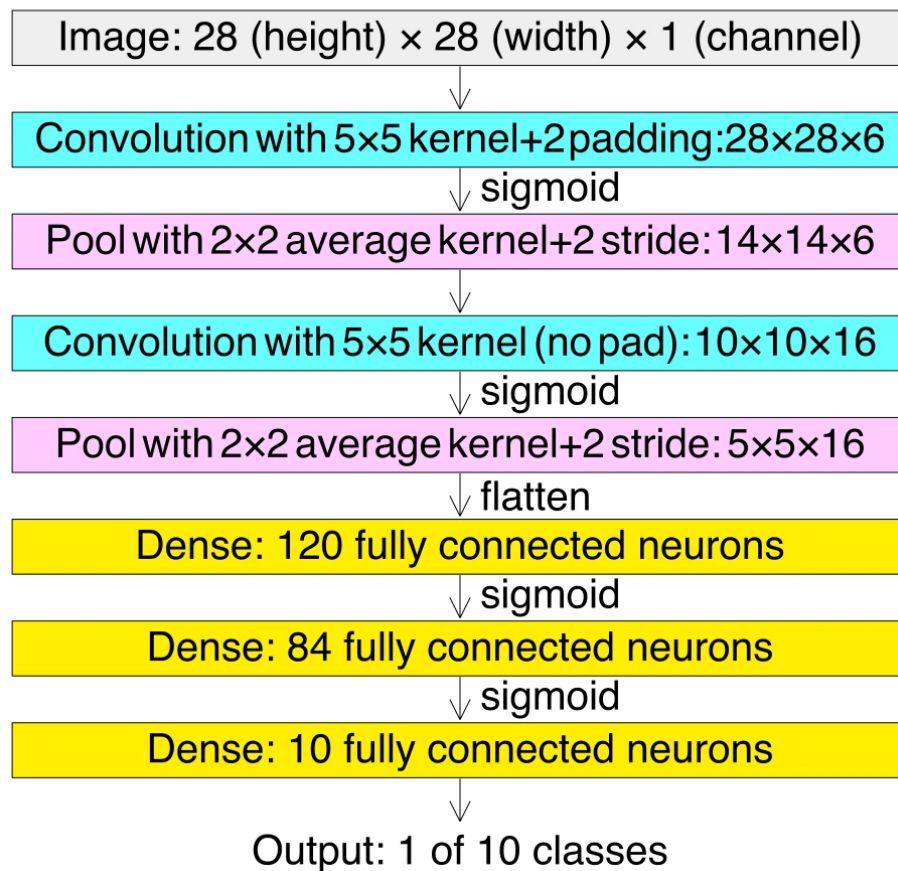 Image: 28 (height) × 28 (width) × 1 (channel)
Convolution with 5×5 kernel+2 padding:28×28×6
sigmoid
Pool with 2×2 average kernel+2 stride:14×14×6
Convolution with 5×5 kernel (no pad):10×10×16
sigmoid
Pool with 2×2 average kernel+2 stride: 5×5×16
flatten
Dense: 120 fully connected neurons
sigmoid
Dense: 84 fully connected neurons
sigmoid
Dense: 10 fully connected neurons
Output: 1 of 10 classes